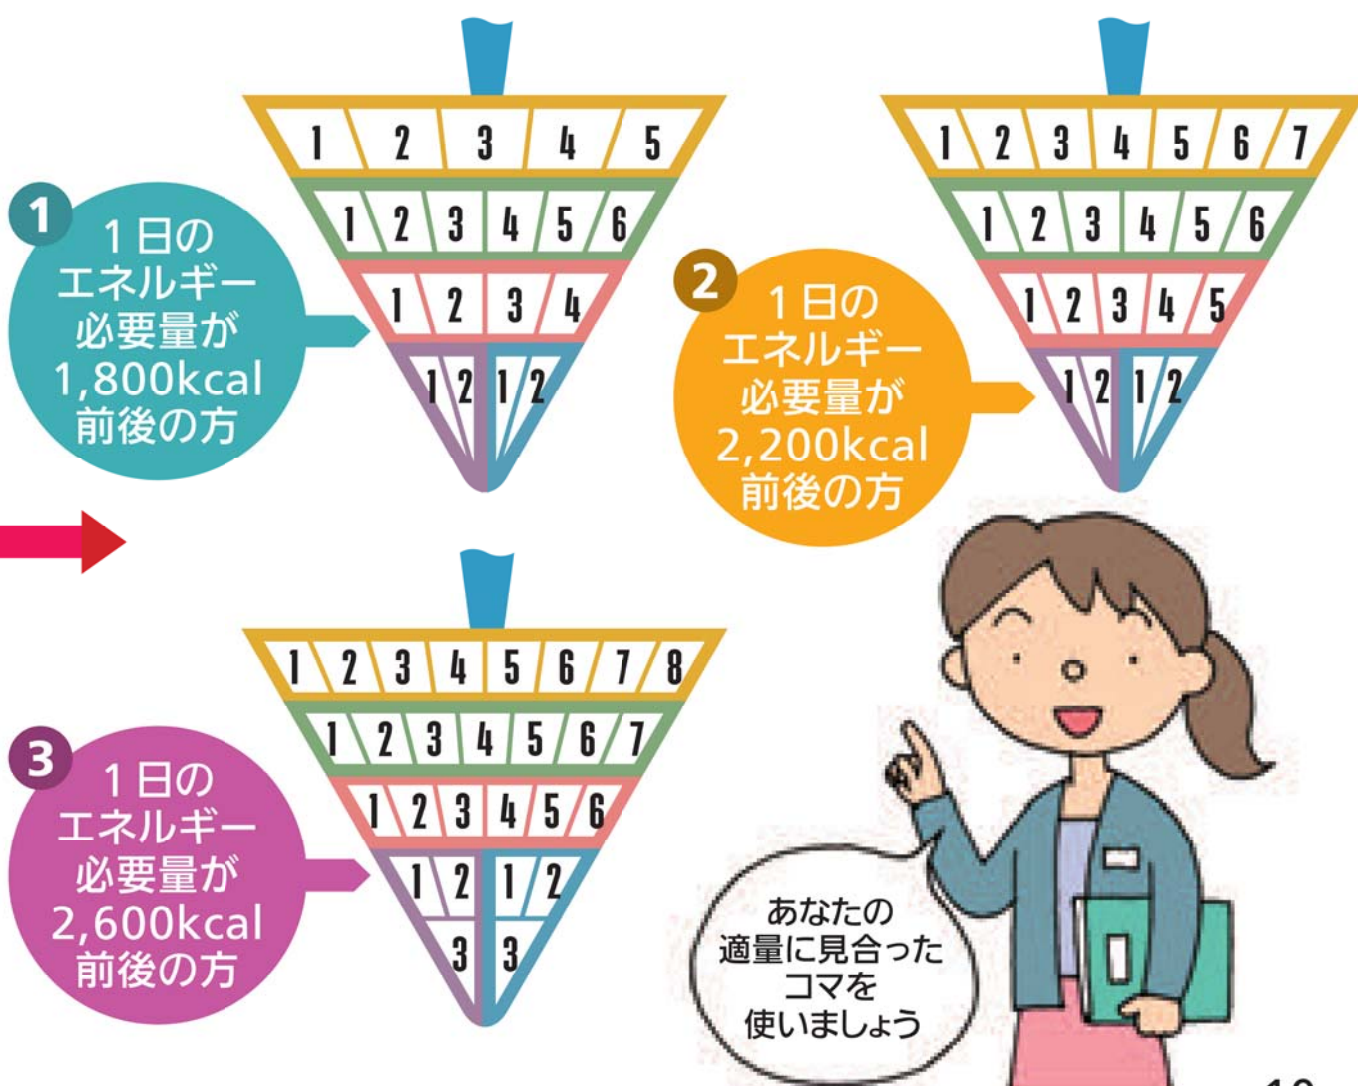 1 2 3 4 5
1 2 3 4 5 6
1 2 3 4
1 2 1 2
1
1日の
エネルギー
必要量が
1,800kcal
前後の方
1 2 3 4 5 6 7
1 2 3 4 5 6
1 2 3 4 5
1 2 1 2
2
1日の
エネルギー
必要量が
2,200kcal
前後の方
1 2 3 4 5 6 7 8
1 2 3 4 5 6 7
1 2 3 4 5 6
1 2 1 2
3 3
3
1日の
エネルギー
必要量が
2,600kcal
前後の方
あなたの
適量に見合った
コマを
使いましょう